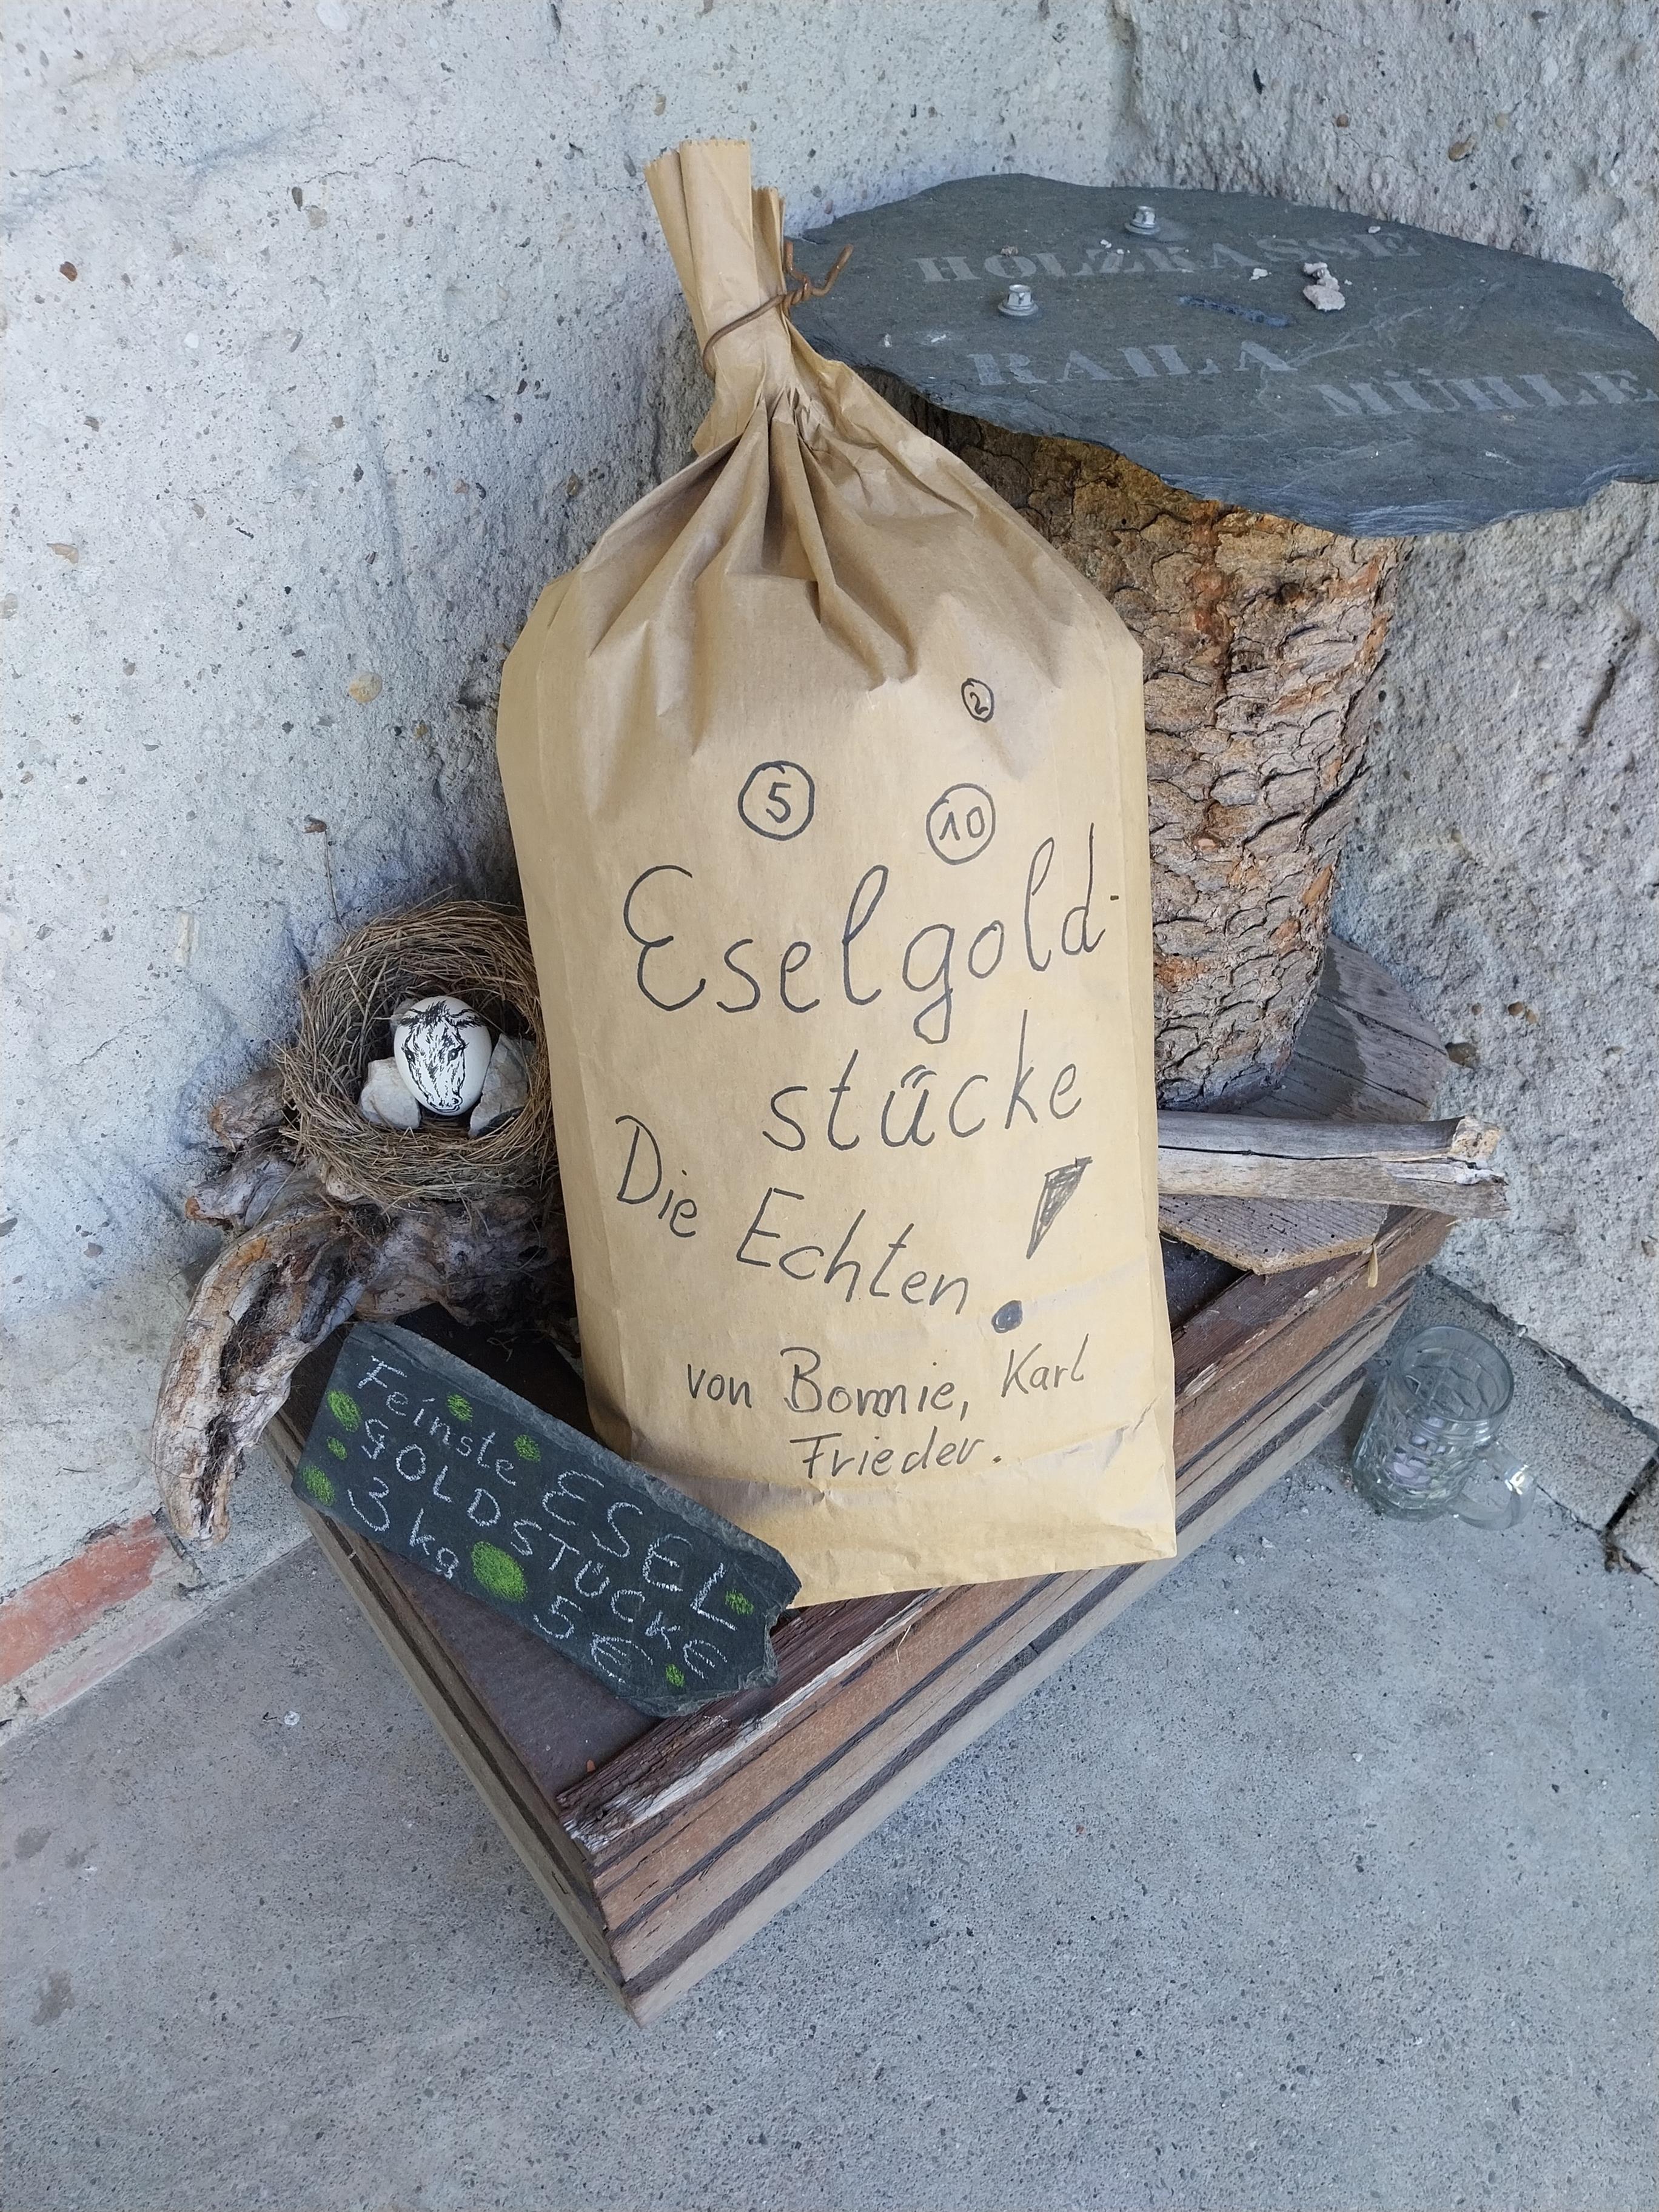 HOLZKASSE
RAILA
MÜHLE
2
5
10
Eselgold-
stücke
Die Echten!
von Bonnie, Karl
Frieder.
Feinste ESEL
GOLDSTÜCKE
3 kg 5 €